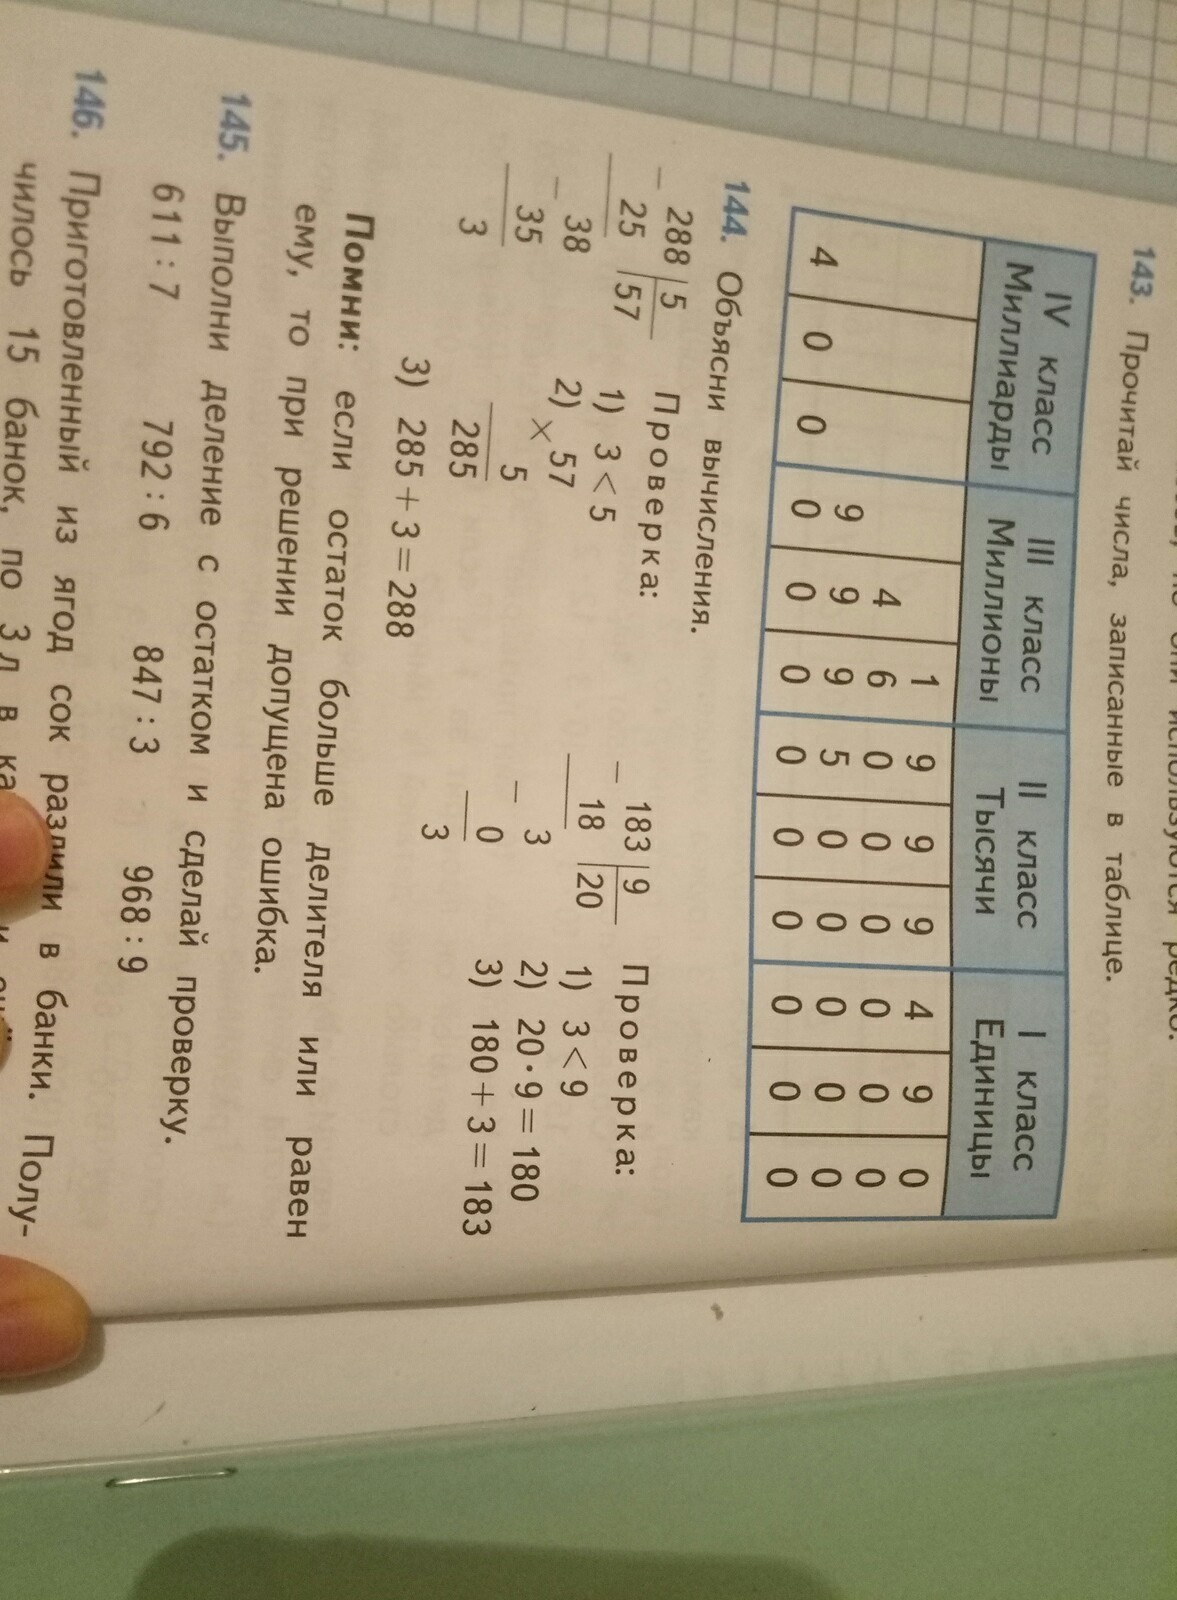 143. Прочитай числа, записанные в таблице.
IV класс Миллиарды III класс Миллионы II класс Тысячи I класс Единицы
1 9 9 9 4 9 0
4 6 0 0 0 0 0 0
9 9 9 5 0 0 0 0 0
4 0 0 0 0 0 0 0 0 0 0 0
144. Объясни вычисления.
− 288 | 5 Проверка: − 183 | 9 Проверка:
25 | 57 1) 3 < 5 18 | 20 1) 3 < 9
− 38 2) × 57 − 3 2) 20 · 9 = 180
35 5 0 3) 180 + 3 = 183
3 285 3
3) 285 + 3 = 288
Помни: если остаток больше делителя или равен
ему, то при решении допущена ошибка.
145. Выполни деление с остатком и сделай проверку.
611 : 7 792 : 6 847 : 3 968 : 9
146. Приготовленный из ягод сок разлили в банки. Полу-
чилось 15 банок, по 3 л в